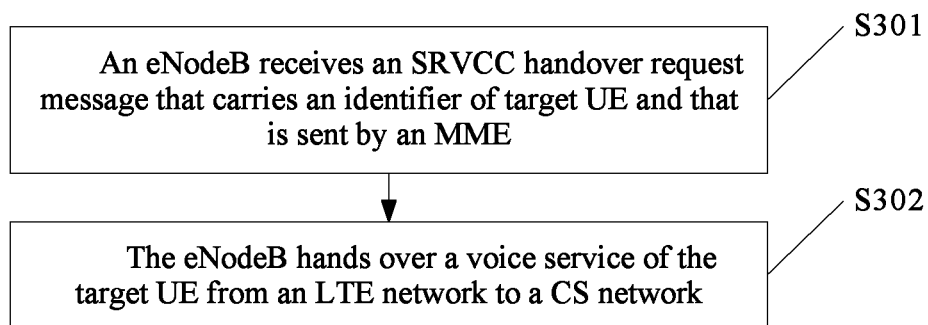 S301
An eNodeB receives an SRVCC handover request
message that carries an identifier of target UE and that
is sent by an MME
S302
The eNodeB hands over a voice service of the
target UE from an LTE network to a CS network